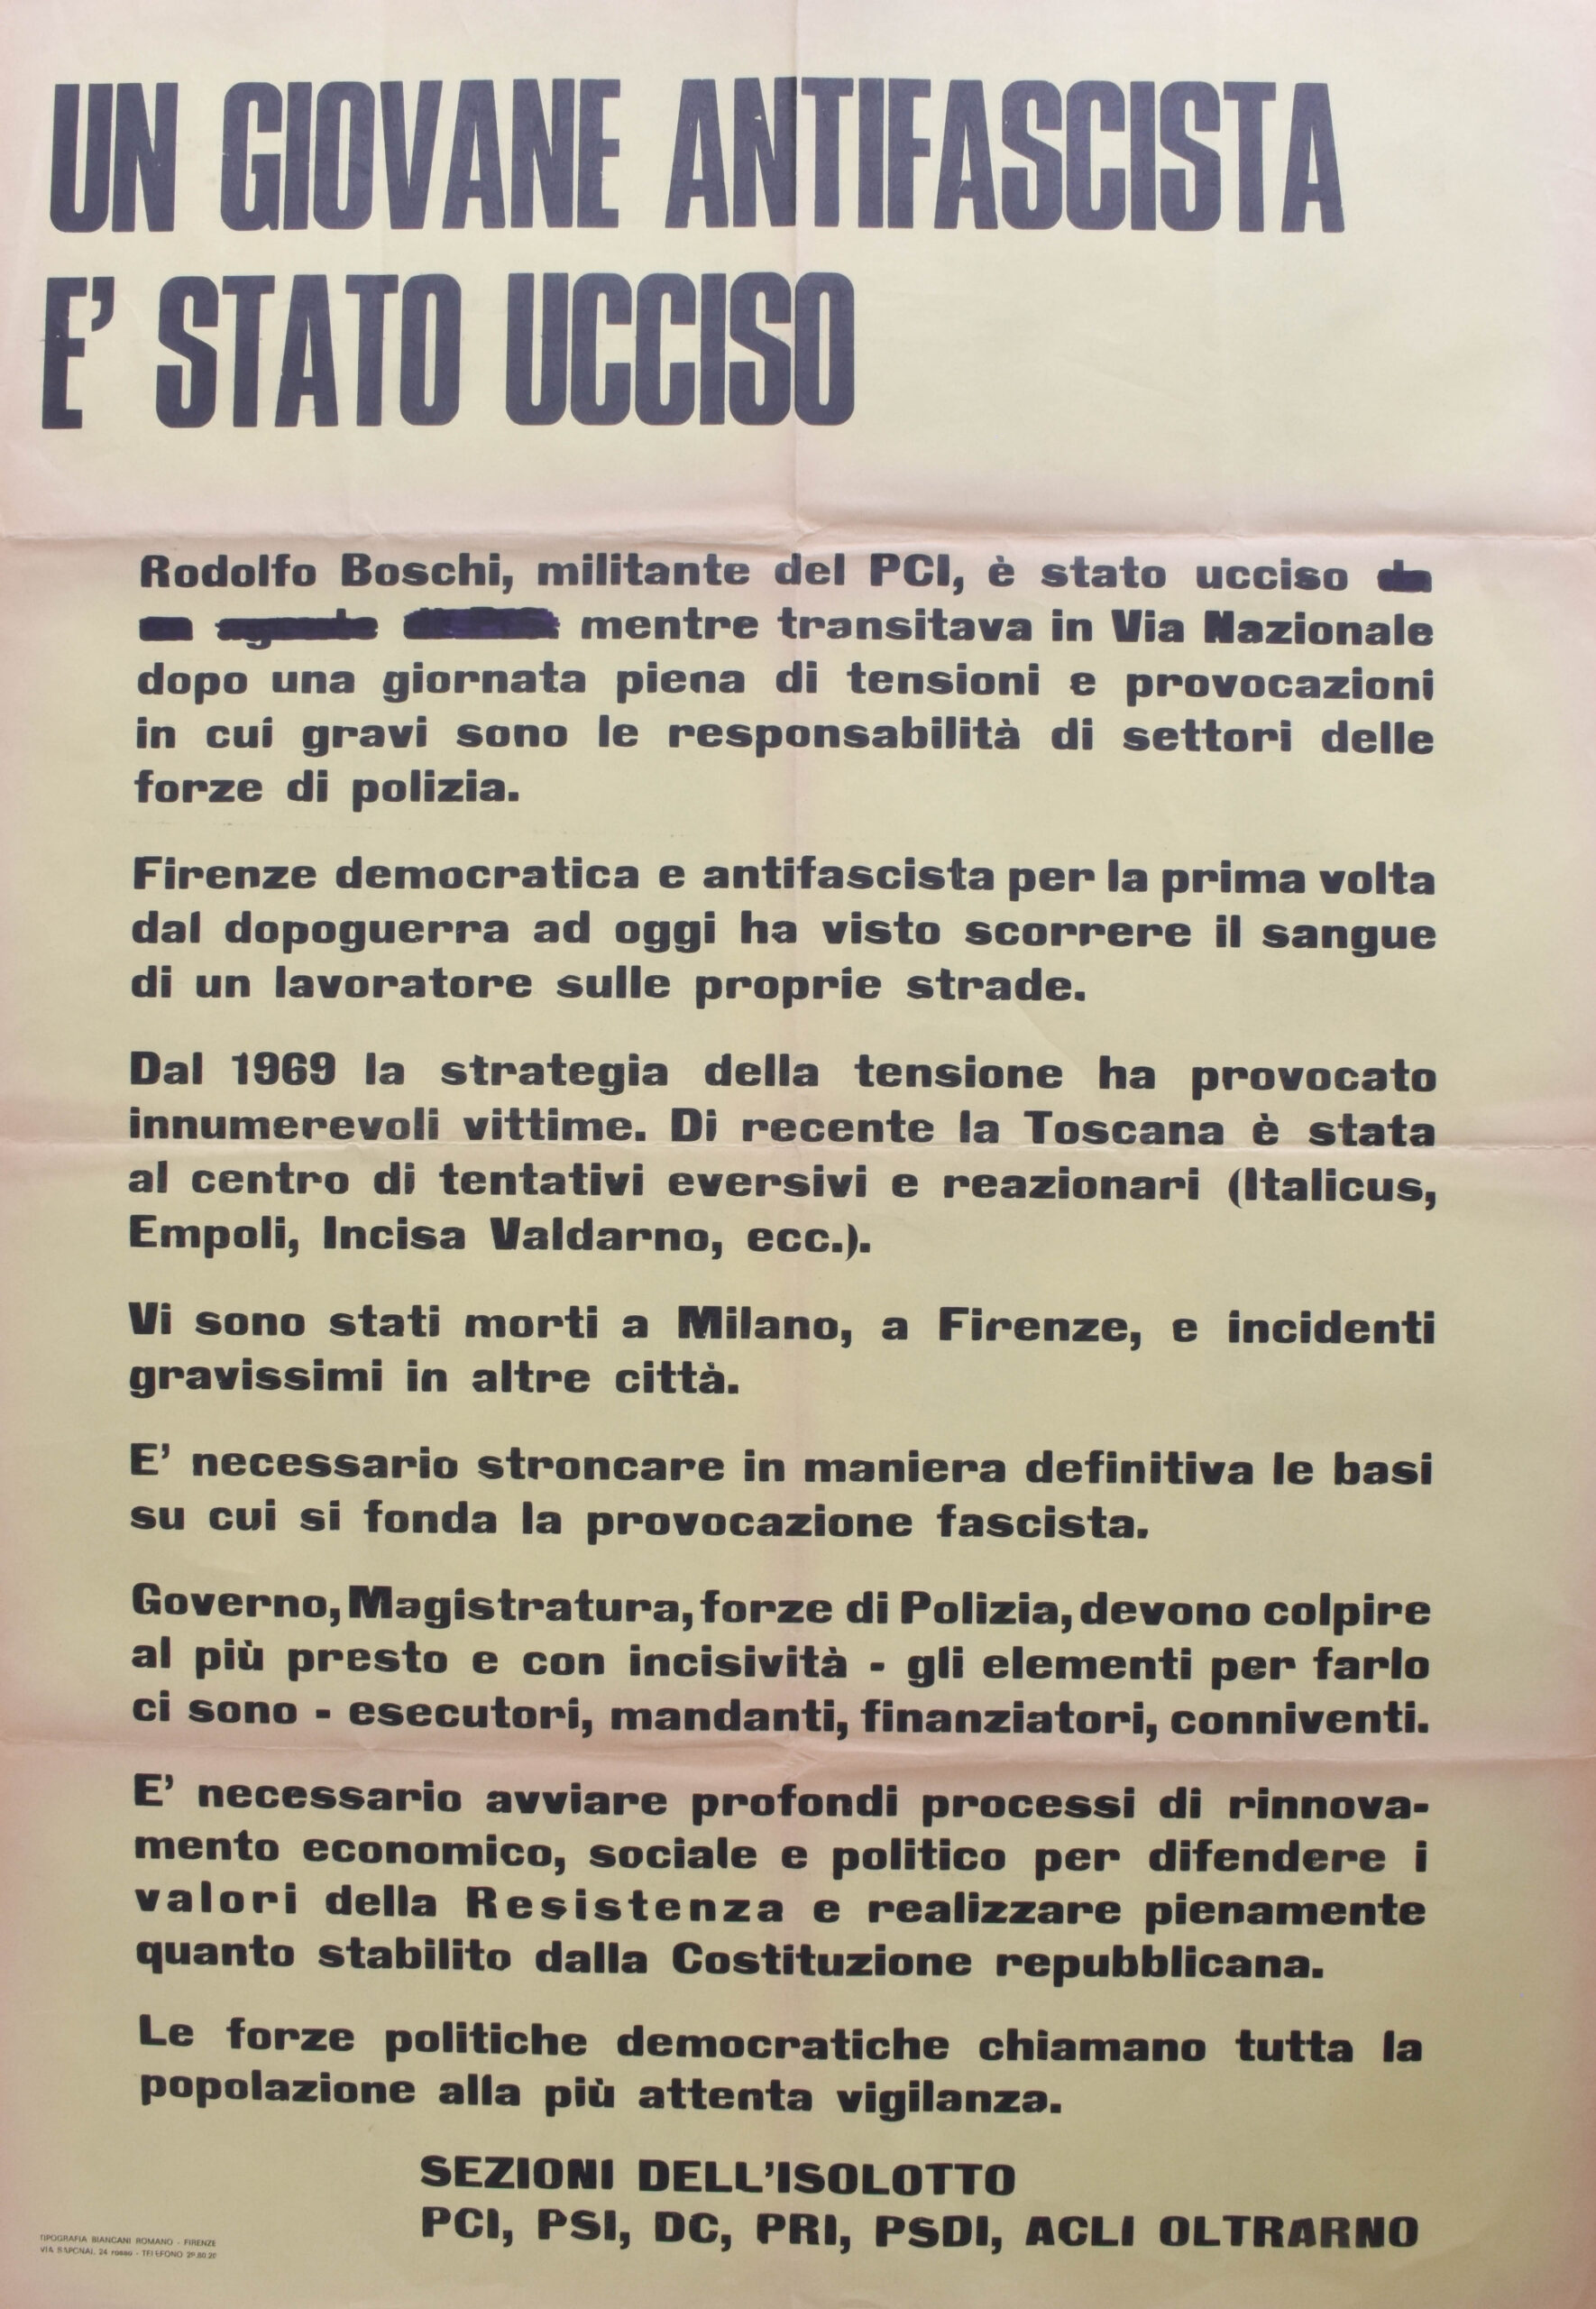 UN GIOVANE ANTIFASCISTA
E' STATO UCCISO
Rodolfo Boschi, militante del PCI, è stato ucciso
mentre transitava in Via Nazionale
dopo una giornata piena di tensioni e provocazioni
in cui gravi sono le responsabilità di settori delle
forze di polizia.
Firenze democratica e antifascista per la prima volta
dal dopoguerra ad oggi ha visto scorrere il sangue
di un lavoratore sulle proprie strade.
Dal 1969 la strategia della tensione ha provocato
innumerevoli vittime. Di recente la Toscana è stata
al centro di tentativi eversivi e reazionari (Italicus,
Empoli, Incisa Valdarno, ecc.).
Vi sono stati morti a Milano, a Firenze, e incidenti
gravissimi in altre città.
E' necessario stroncare in maniera definitiva le basi
su cui si fonda la provocazione fascista.
Governo, Magistratura, forze di Polizia, devono colpire
al più presto e con incisività - gli elementi per farlo
ci sono - esecutori, mandanti, finanziatori, conniventi.
E' necessario avviare profondi processi di rinnova-
mento economico, sociale e politico per difendere i
valori della Resistenza e realizzare pienamente
quanto stabilito dalla Costituzione repubblicana.
Le forze politiche democratiche chiamano tutta la
popolazione alla più attenta vigilanza.
SEZIONI DELL'ISOLOTTO
PCI, PSI, DC, PRI, PSDI, ACLI OLTRARNO
TIPOGRAFIA BIANCANI ROMANO - FIRENZE
VIA 24 rosso - TELEFONO